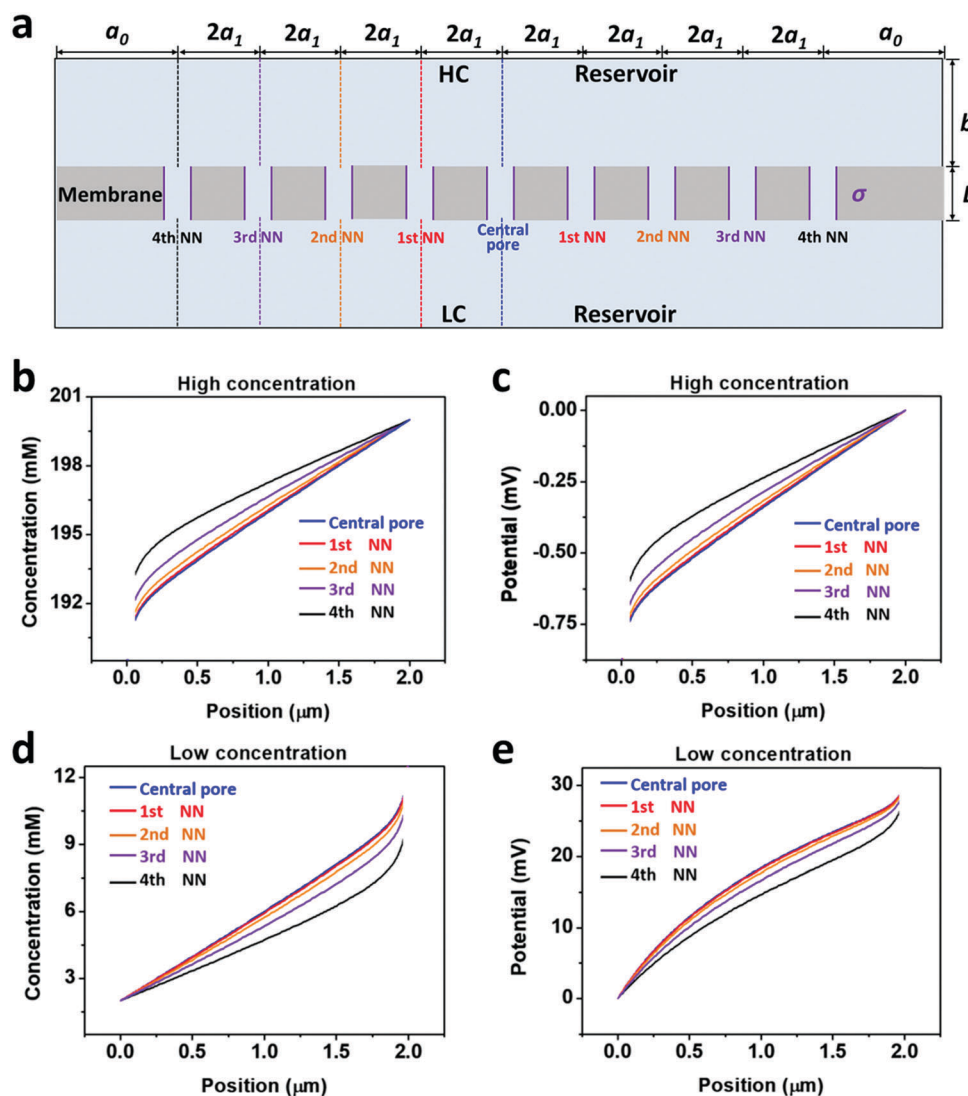 a
a₀ 2a₁ 2a₁ 2a₁ 2a₁ 2a₁ 2a₁ 2a₁ 2a₁ a₀
HC Reservoir
b
Membrane σ
4th NN 3rd NN 2nd NN 1st NN Central pore 1st NN 2nd NN 3rd NN 4th NN
LC Reservoir
b
High concentration
Concentration (mM)
201
198
195
192
Central pore
1st NN
2nd NN
3rd NN
4th NN
0.0 0.5 1.0 1.5 2.0
Position (μm)
c
High concentration
Potential (mV)
0.00
-0.25
-0.50
-0.75
Central pore
1st NN
2nd NN
3rd NN
4th NN
0.0 0.5 1.0 1.5 2.0
Position (μm)
d
Low concentration
Concentration (mM)
12
9
6
3
Central pore
1st NN
2nd NN
3rd NN
4th NN
0.0 0.5 1.0 1.5 2.0
Position (μm)
e
Low concentration
Potential (mV)
30
20
10
0
Central pore
1st NN
2nd NN
3rd NN
4th NN
0.0 0.5 1.0 1.5 2.0
Position (μm)